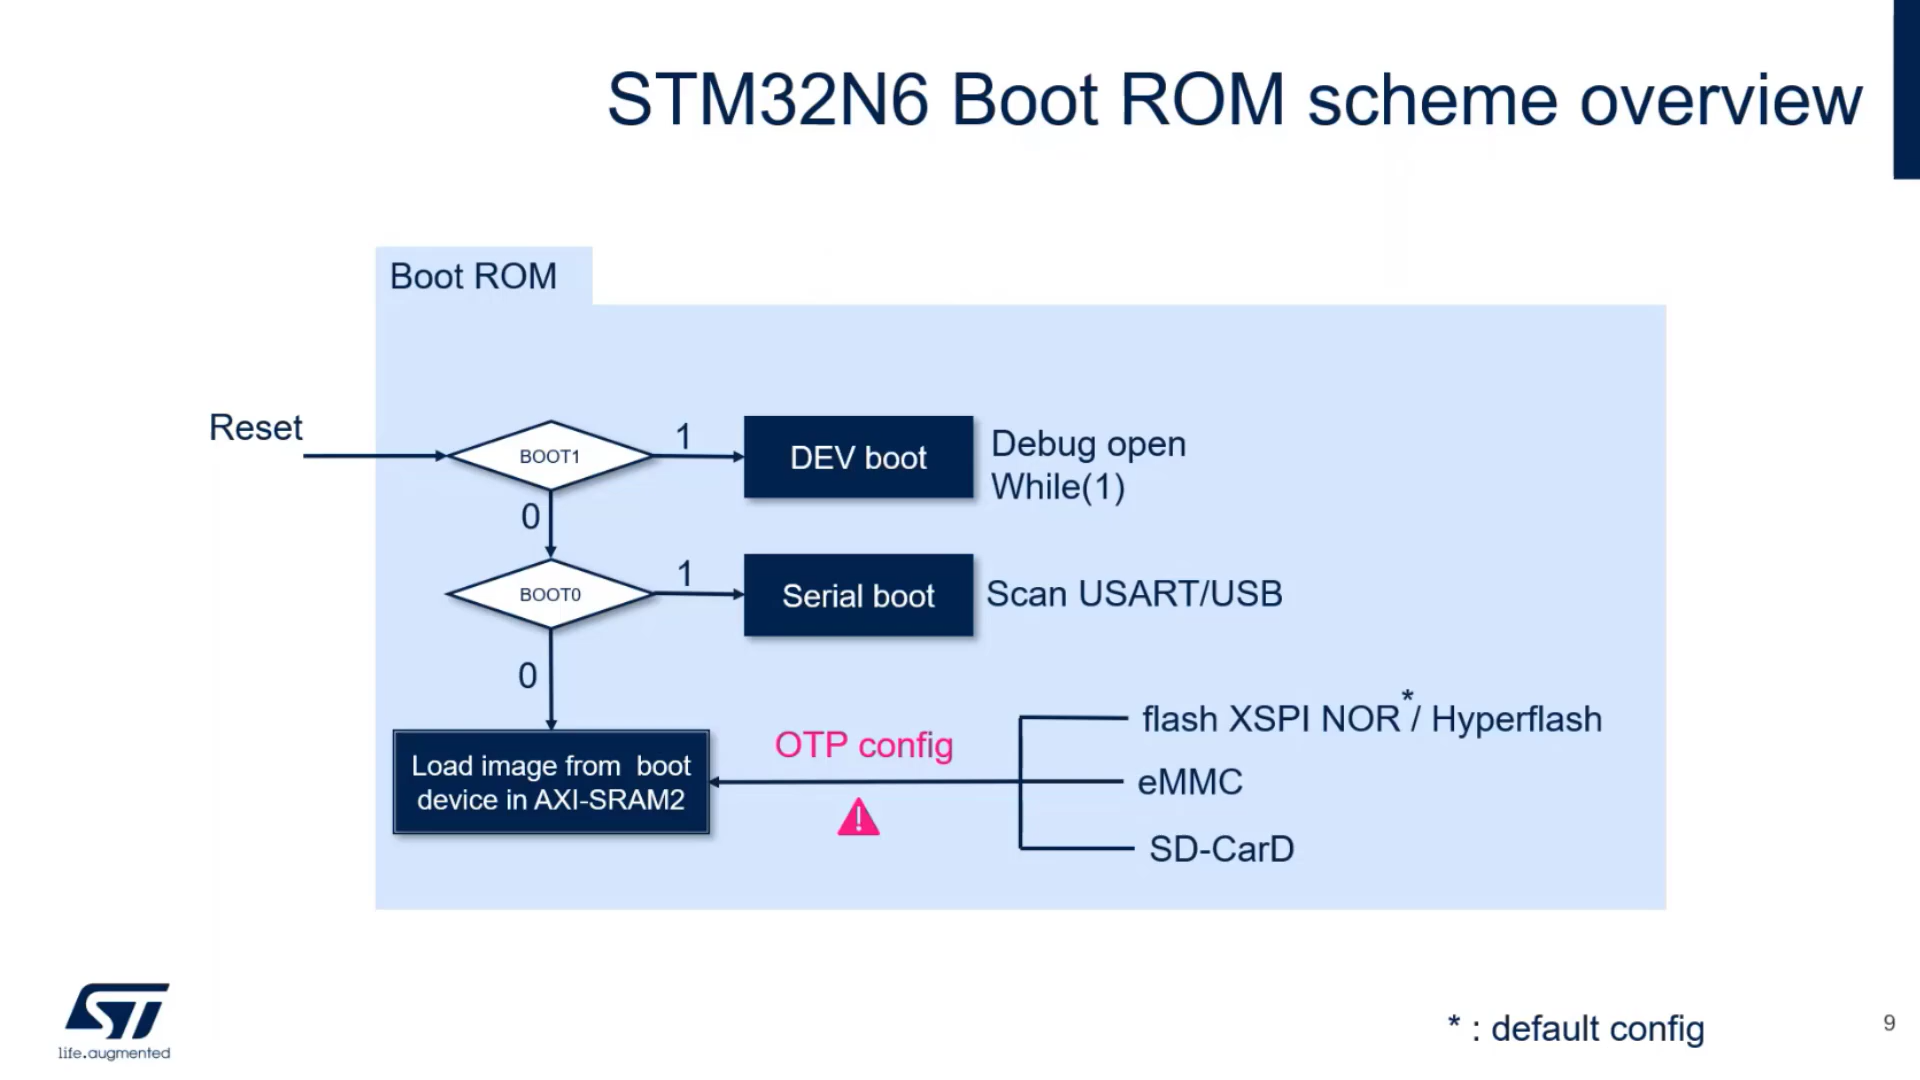 STM32N6 Boot ROM scheme overview
Boot ROM
Reset
BOOT1
1
DEV boot
Debug open
While(1)
0
BOOT0
1
Serial boot
Scan USART/USB
0
Load image from boot
device in AXI-SRAM2
OTP config
flash XSPI NOR*/ Hyperflash
eMMC
SD-CarD
ST
life.augmented
* : default config
9